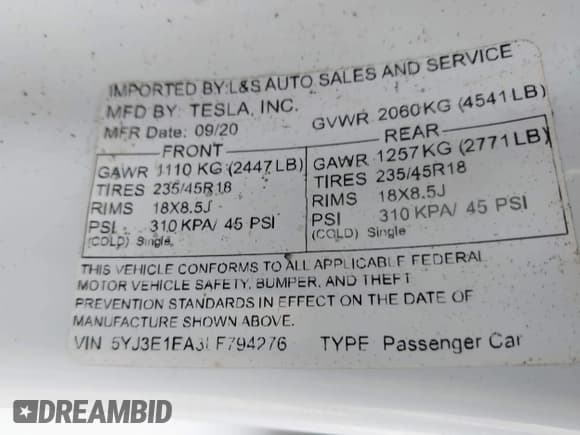 IMPORTED BY:L&S AUTO SALES AND SERVICE
MFD BY: TESLA, INC.
MFR Date: 09/20 GVWR 2060KG (4541LB)
FRONT
GAWR 1110 KG (2447LB)
TIRES 235/45R18
RIMS 18X8.5J
PSI 310 KPA/ 45 PSI
(COLD) Single
REAR
GAWR 1257KG (2771LB)
TIRES 235/45R18
RIMS 18X8.5J
PSI 310 KPA/ 45 PSI
(COLD) Single
THIS VEHICLE CONFORMS TO ALL APPLICABLE FEDERAL
MOTOR VEHICLE SAFETY, BUMPER, AND THEFT
PREVENTION STANDARDS IN EFFECT ON THE DATE OF
MANUFACTURE SHOWN ABOVE.
VIN 5YJ3E1EA3LF794276 TYPE Passenger Car
DREAMBID